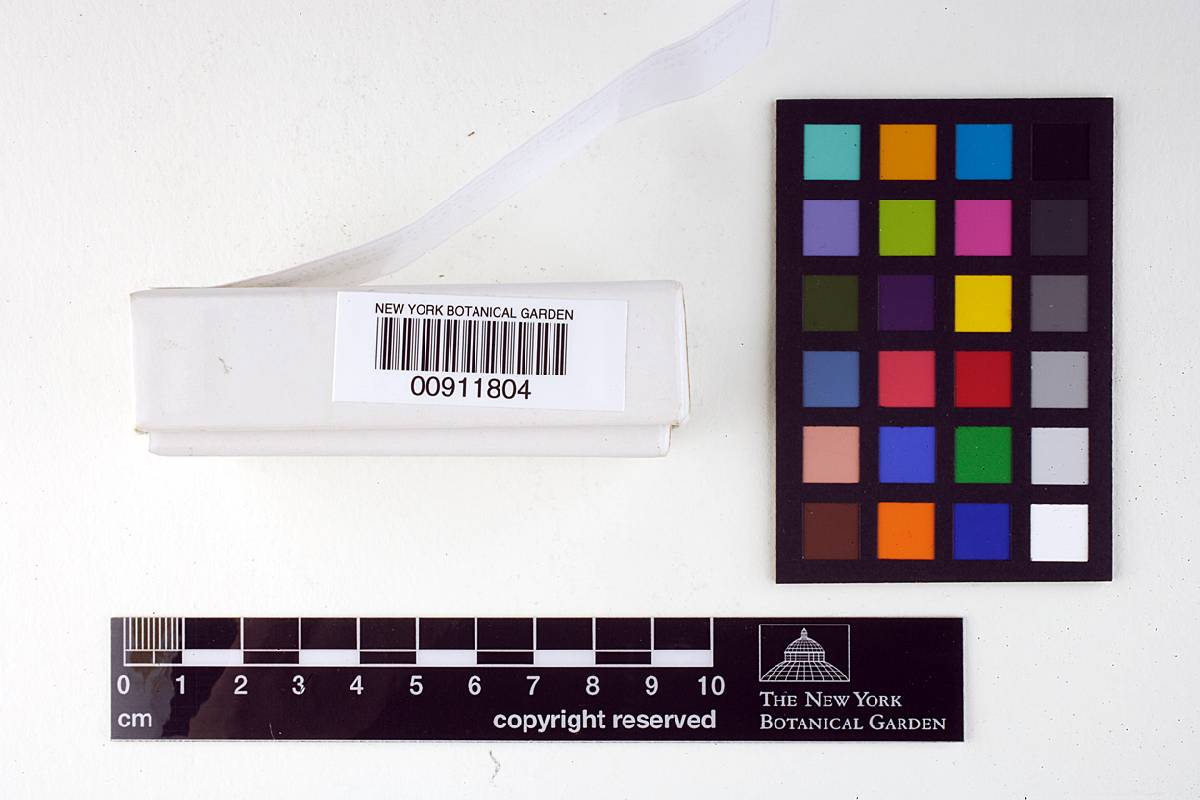 NEW YORK BOTANICAL GARDEN
00911804
0 1 2 3 4 5 6 7 8 9 10
cm
copyright reserved
THE NEW YORK
BOTANICAL GARDEN